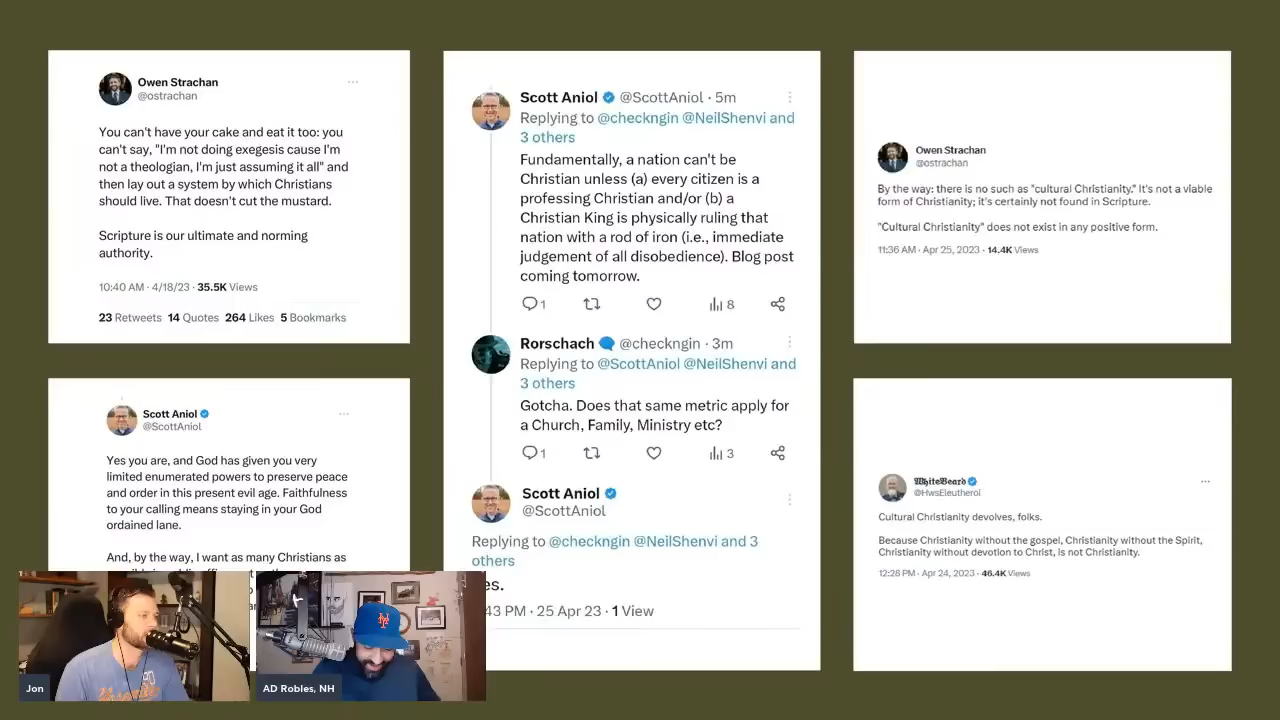 Owen Strachan
@ostrachan
You can't have your cake and eat it too: you
can't say, "I'm not doing exegesis cause I'm
not a theologian, I'm just assuming it all" and
then lay out a system by which Christians
should live. That doesn't cut the mustard.
Scripture is our ultimate and norming
authority.
10:40 AM · 4/18/23 · 35.5K Views
23 Retweets 14 Quotes 264 Likes 5 Bookmarks
Scott Aniol
@ScottAniol
Yes you are, and God has given you very
limited enumerated powers to preserve peace
and order in this present evil age. Faithfulness
to your calling means staying in your God
ordained lane.
And, by the way, I want as many Christians as
Scott Aniol @ScottAniol · 5m
Replying to @checkngin @NeilShenvi and
3 others
Fundamentally, a nation can't be
Christian unless (a) every citizen is a
professing Christian and/or (b) a
Christian King is physically ruling that
nation with a rod of iron (i.e., immediate
judgement of all disobedience). Blog post
coming tomorrow.
1 8
Rorschach @checkngin · 3m
Replying to @ScottAniol @NeilShenvi and
3 others
Gotcha. Does that same metric apply for
a Church, Family, Ministry etc?
1 3
Scott Aniol
@ScottAniol
Replying to @checkngin @NeilShenvi and 3
others
es.
43 PM · 25 Apr 23 · 1 View
Owen Strachan
@ostrachan
By the way: there is no such as "cultural Christianity." It's not a viable
form of Christianity; it's certainly not found in Scripture.
"Cultural Christianity" does not exist in any positive form.
11:36 AM · Apr 25, 2023 · 14.4K Views
𝖂𝖍𝖎𝖙𝖊𝕭𝖊𝖆𝖗𝖉
@HwsEleutheroi
Cultural Christianity devolves, folks.
Because Christianity without the gospel, Christianity without the Spirit,
Christianity without devotion to Christ, is not Christianity.
12:28 PM · Apr 24, 2023 · 46.4K Views
Jon
AD Robles, NH